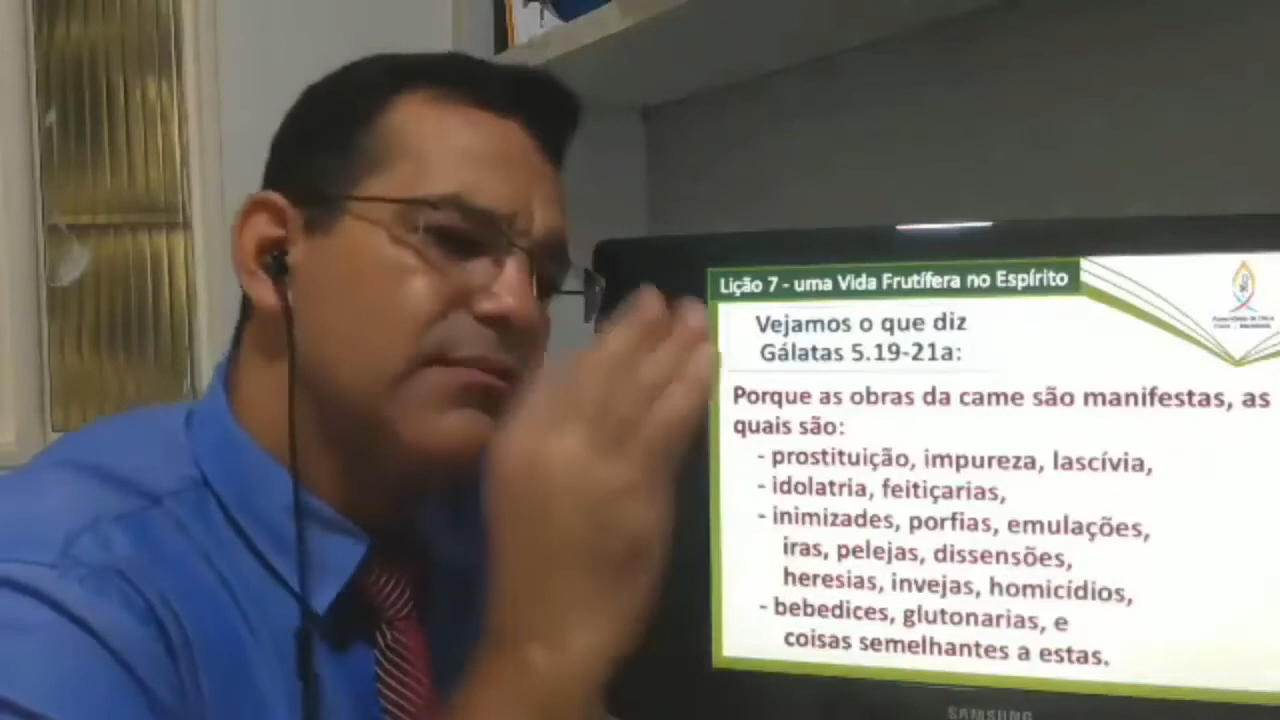 Lição 7 - uma Vida Frutífera no Espírito
Vejamos o que diz
Gálatas 5.19-21a:
Porque as obras da came são manifestas, as
quais são:
- prostituição, impureza, lascívia,
- idolatria, feitiçarias,
- inimizades, porfias, emulações,
iras, pelejas, dissensões,
heresias, invejas, homicídios,
- bebedices, glutonarias, e
coisas semelhantes a estas.
SAMSUNG